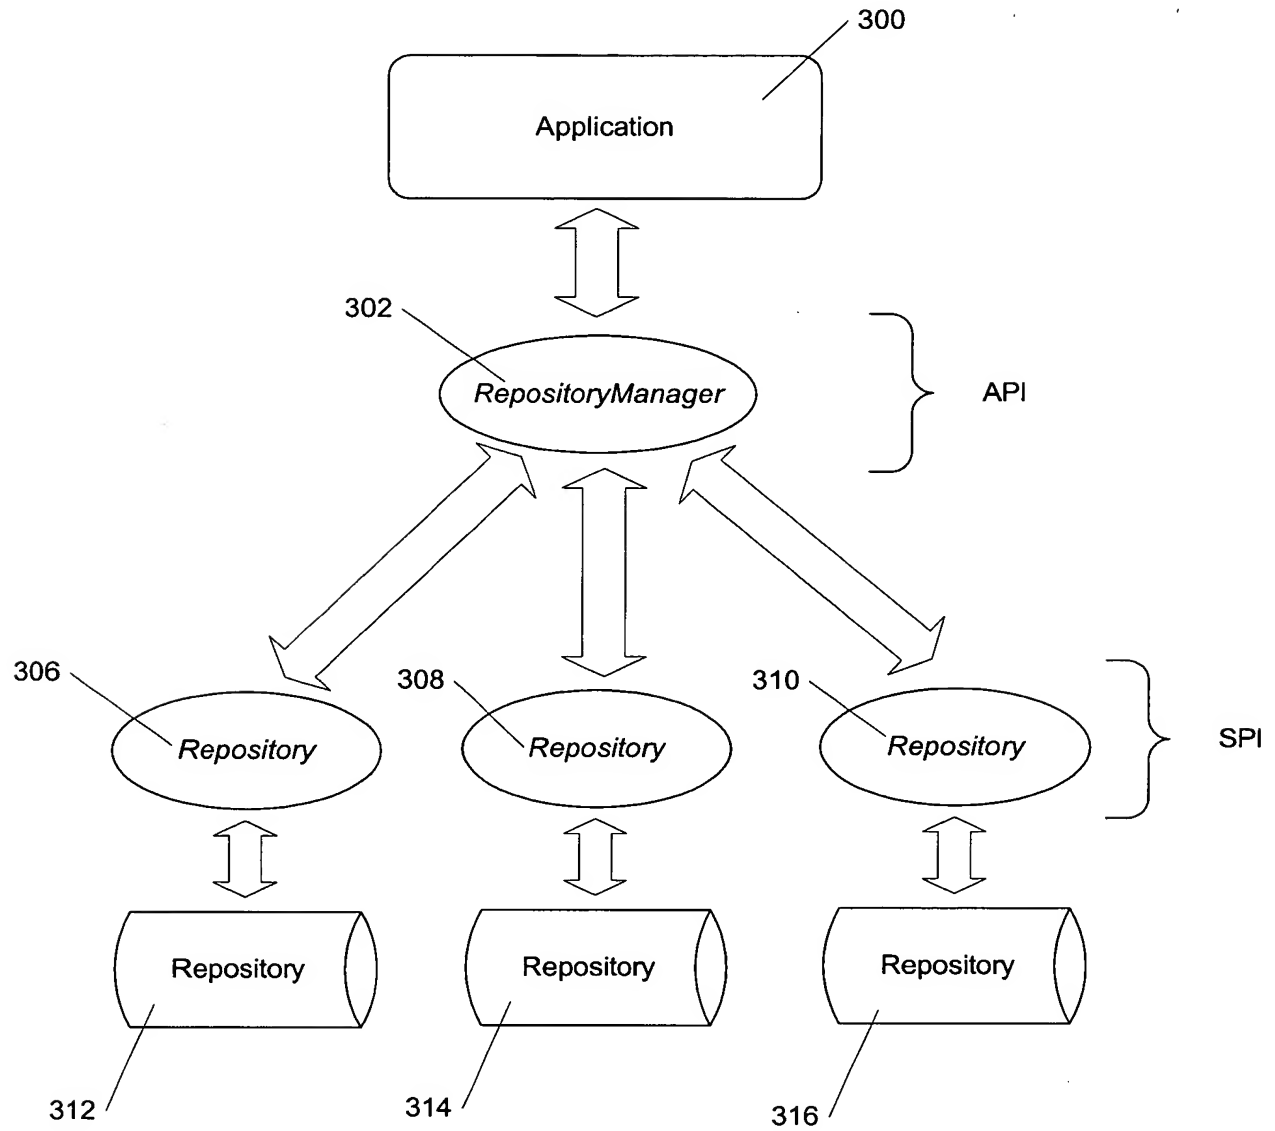 300
Application
302
RepositoryManager
API
306
308
310
Repository
Repository
Repository
SPI
Repository
Repository
Repository
312
314
316